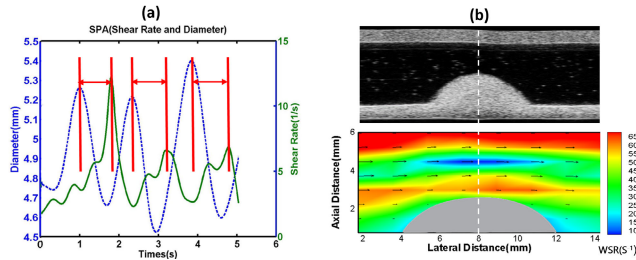 (a)
SPA(Shear Rate and Diameter)
5.5
5.4
5.3
5.2
5.1
5
4.9
4.8
4.7
4.6
4.5
Diameter(mm)
0 1 2 3 4 5 6
Times(s)
15
10
5
0
Shear Rate(1/s)
(b)
6
4
2
Axial Distance(mm)
2 4 6 8 10 12 14
Lateral Distance(mm)
65
60
55
50
45
40
35
30
25
20
15
10
WSR(S⁻¹)